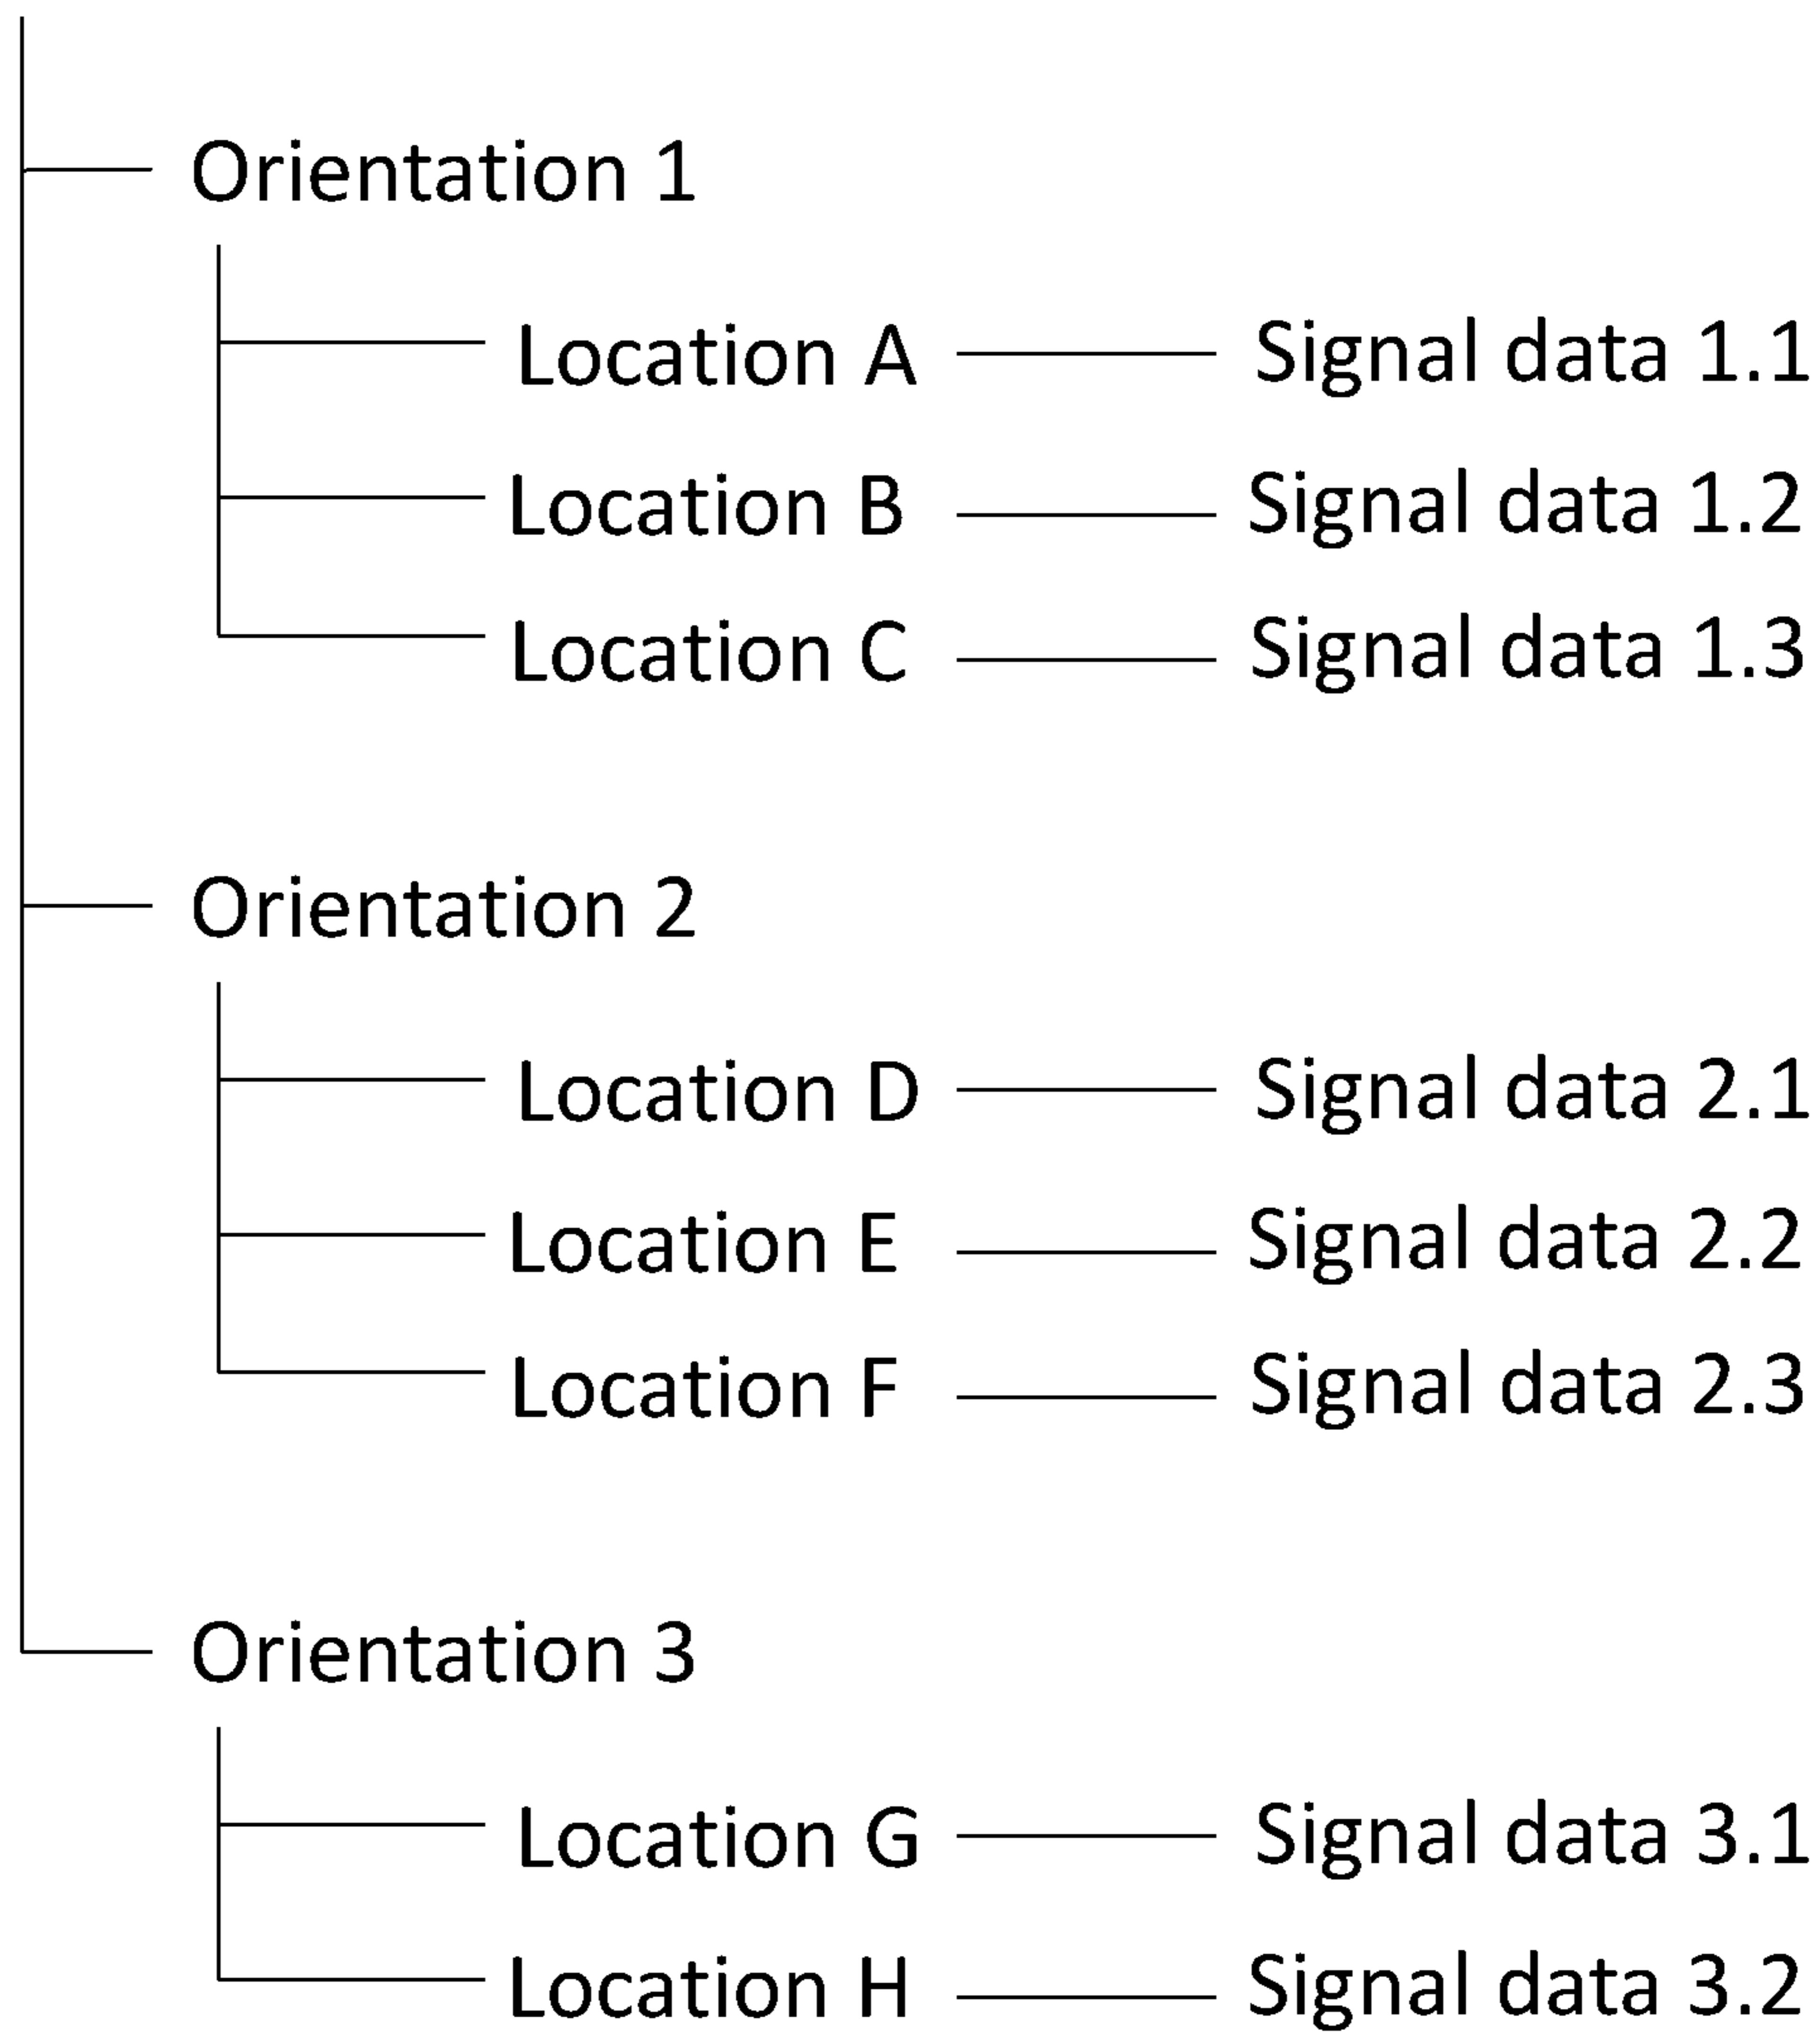 Orientation 1
Location A Signal data 1.1
Location B Signal data 1.2
Location C Signal data 1.3
Orientation 2
Location D Signal data 2.1
Location E Signal data 2.2
Location F Signal data 2.3
Orientation 3
Location G Signal data 3.1
Location H Signal data 3.2